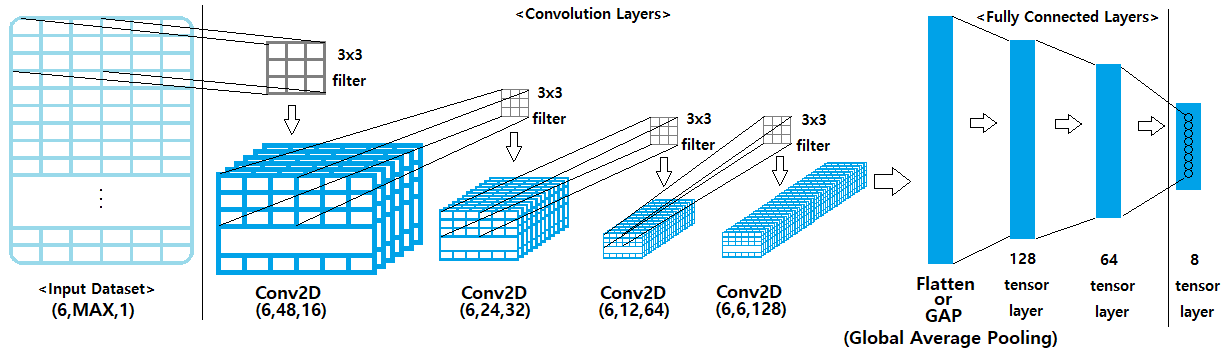 <Convolution Layers>
<Fully Connected Layers>
3x3
filter
3x3
filter
3x3
filter
3x3
filter
<Input Dataset>
(6,MAX,1)
Conv2D
(6,48,16)
Conv2D
(6,24,32)
Conv2D
(6,12,64)
Conv2D
(6,6,128)
Flatten
or
GAP
(Global Average Pooling)
128
tensor
layer
64
tensor
layer
8
tensor
layer